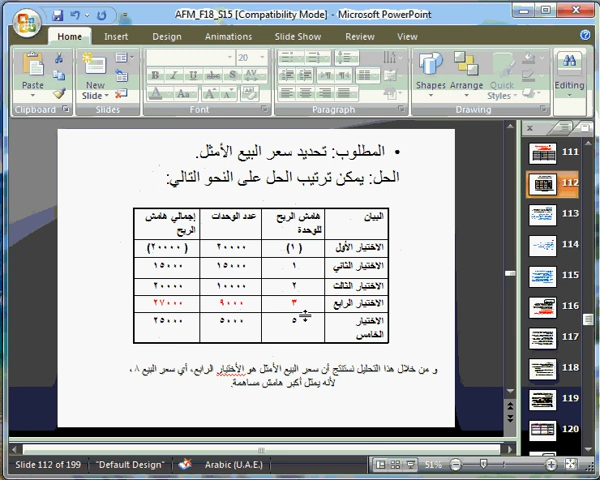 AFM_F18_S15 [Compatibility Mode] - Microsoft PowerPoint
Home Insert Design Animations Slide Show Review View
Paste New Slide 20 Shapes Arrange Quick Styles Editing
B I U abe S AV
Aa A A A
Clipboard Slides Font Paragraph Drawing
• المطلوب: تحديد سعر البيع الأمثل.
الحل: يمكن ترتيب الحل على النحو التالي:
البيان هامش الربح للوحدة عدد الوحدات إجمالي هامش الربح
الاختيار الأول (١) ٢٠٠٠٠ (٢٠٠٠٠)
الاختيار الثاني ١ ١٥٠٠٠ ١٥٠٠٠
الاختيار الثالث ٢ ١٠٠٠٠ ٢٠٠٠٠
الاختيار الرابع ٣ ٩٠٠٠ ٢٧٠٠٠
الاختيار الخامس ٥ ٥٠٠٠ ٢٥٠٠٠
و من خلال هذا التحليل نستنتج أن سعر البيع الأمثل هو الأختيار الرابع، أي سعر البيع ٨ ،
لأنه يمثل أكبر هامش مساهمة.
111
112
113
114
115
116
117
118
119
120
Slide 112 of 199 "Default Design" Arabic (U.A.E.) 51%